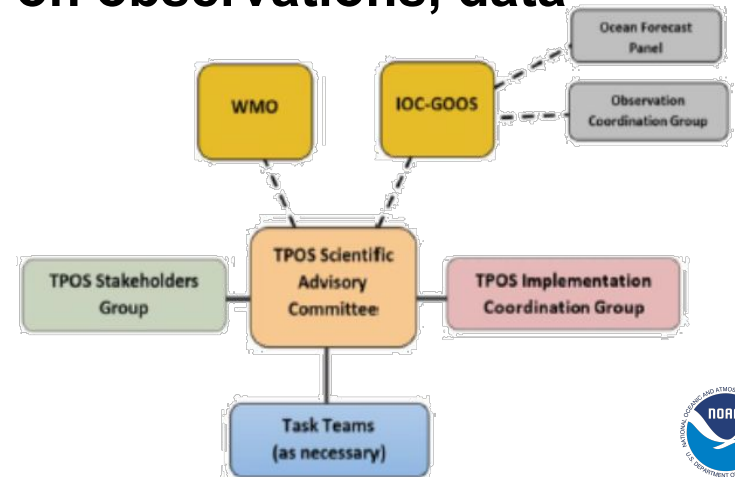 on observations, data
Ocean Forecast
Panel
WMO
IOC-GOOS
Observation
Coordination Group
TPOS Scientific
Advisory
Committee
TPOS Stakeholders
Group
TPOS Implementation
Coordination Group
Task Teams
(as necessary)